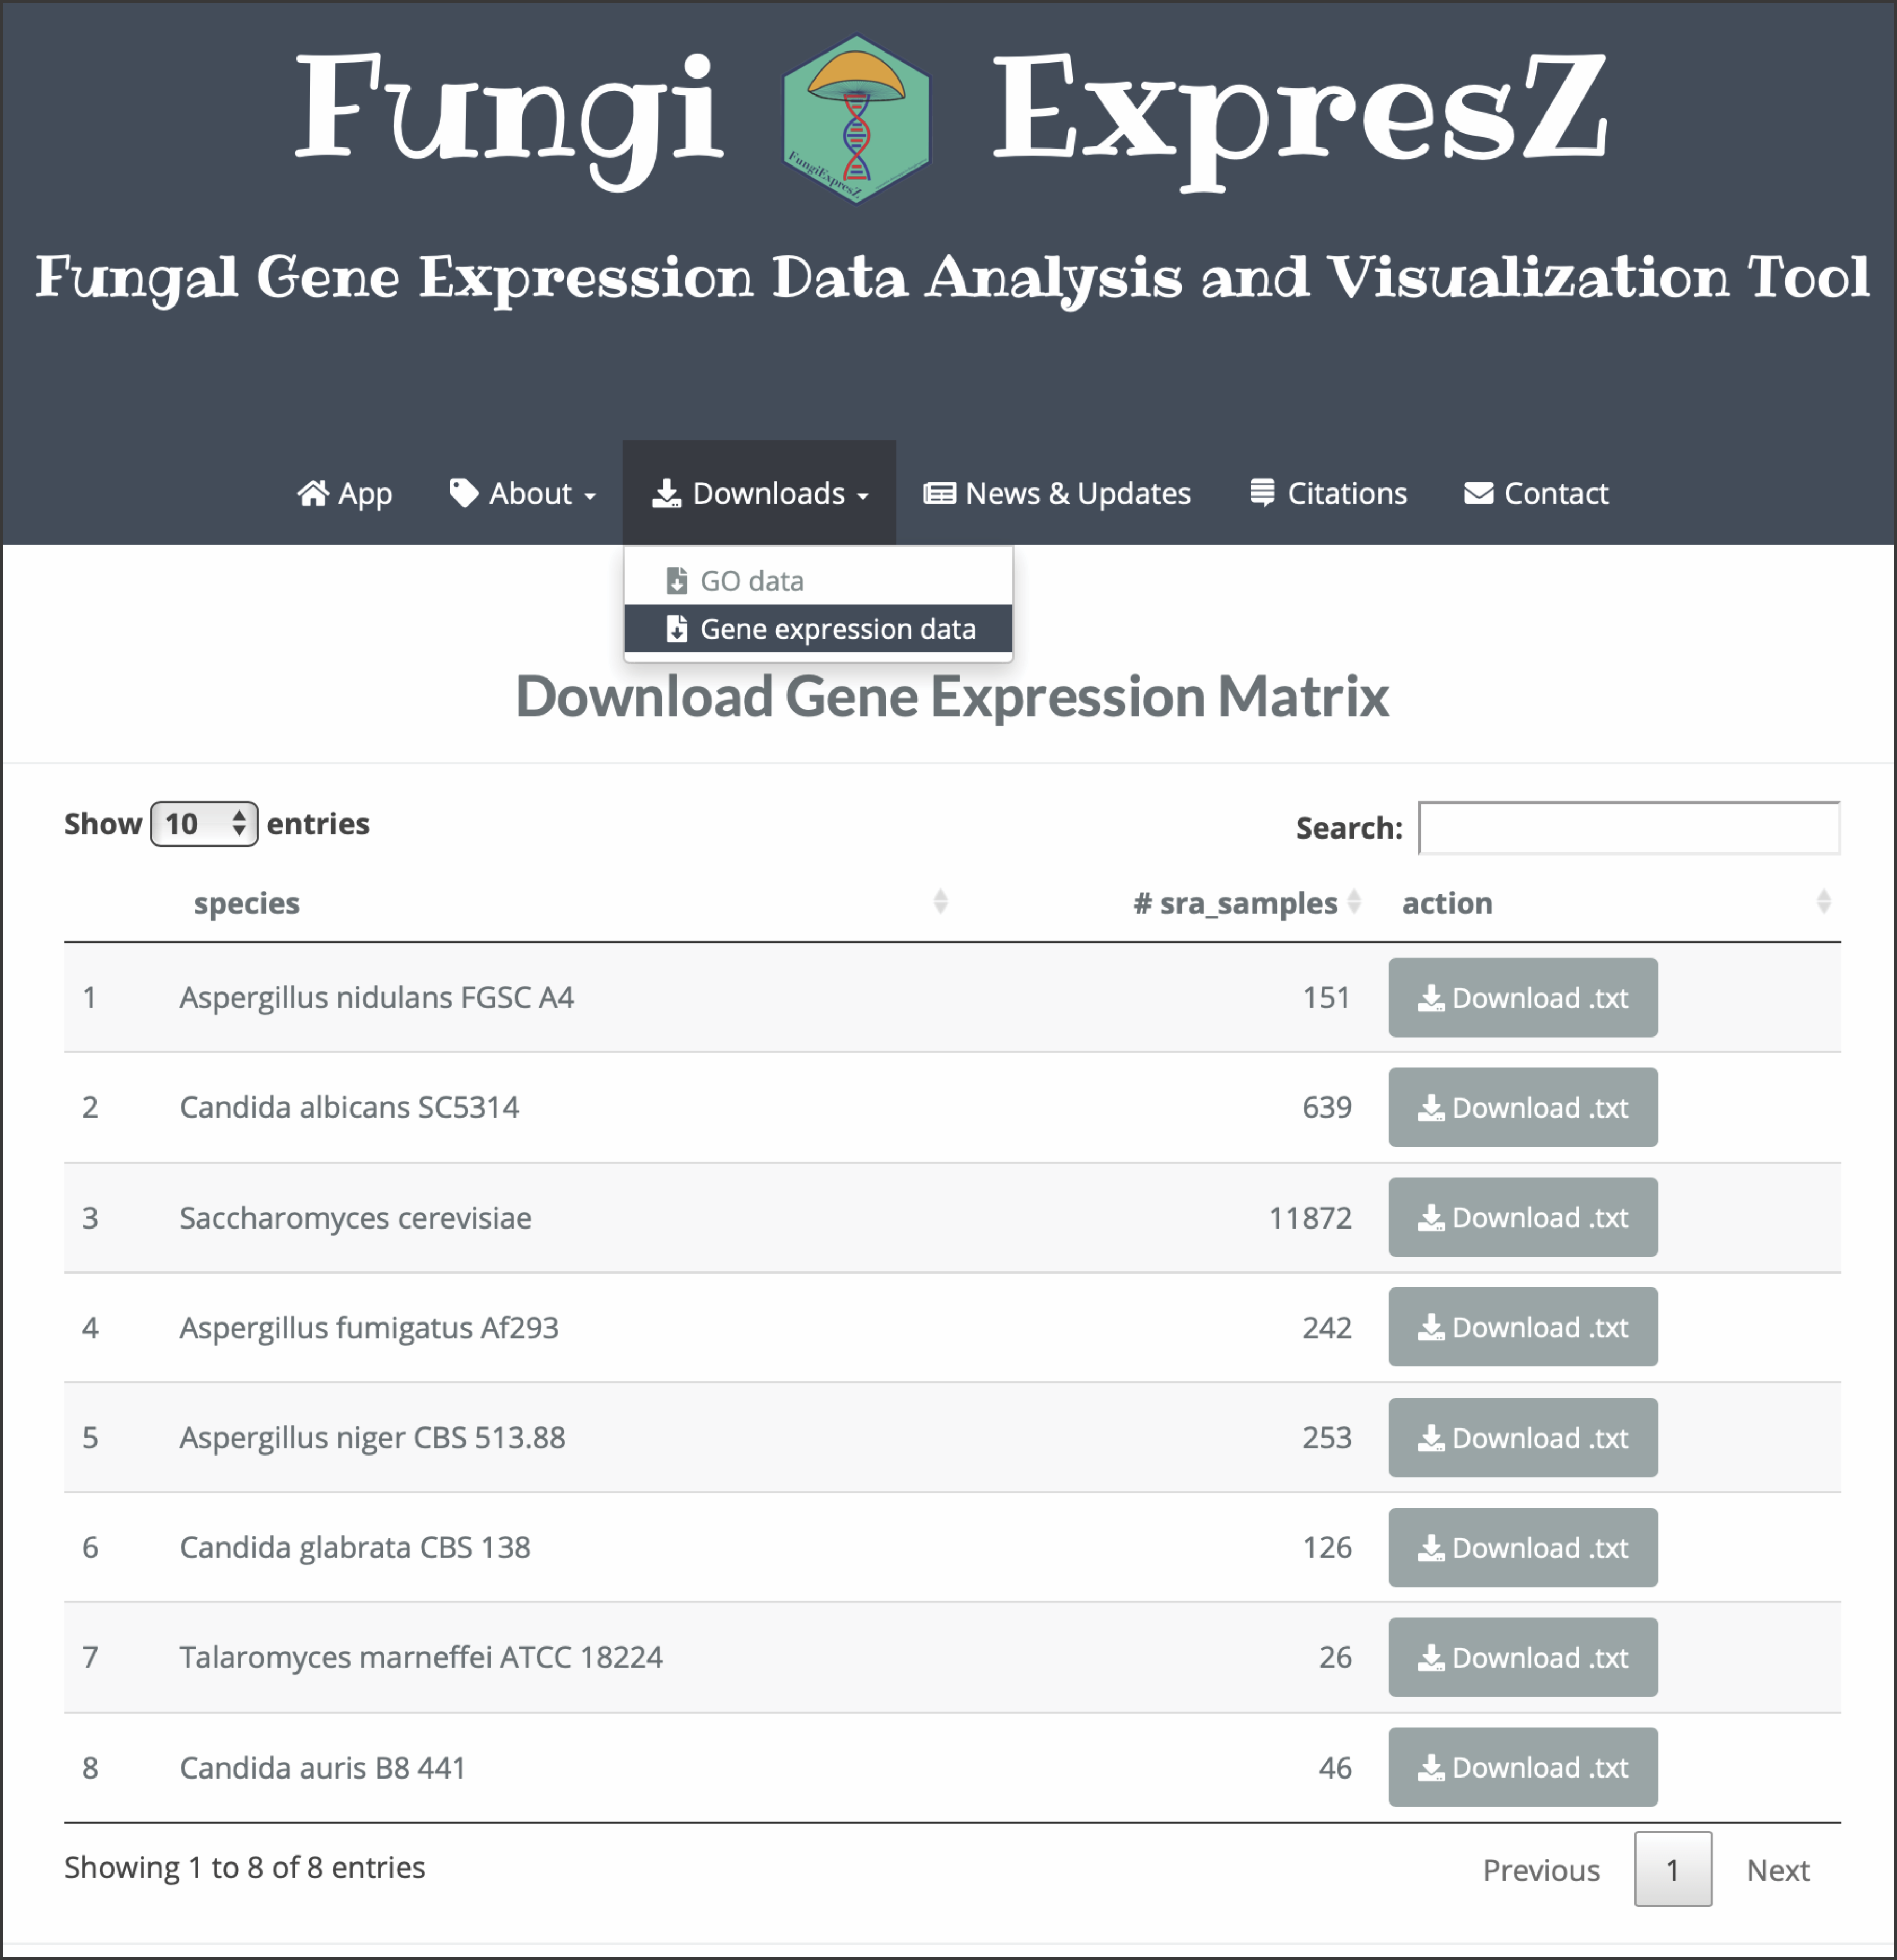 Fungi ExpresZ
FungiExpresZ
Fungal Gene Expression Data Analysis and Visualization Tool
App About Downloads News & Updates Citations Contact
GO data
Gene expression data
Download Gene Expression Matrix
Show 10 entries Search:
species # sra_samples action
1 Aspergillus nidulans FGSC A4 151 Download .txt
2 Candida albicans SC5314 639 Download .txt
3 Saccharomyces cerevisiae 11872 Download .txt
4 Aspergillus fumigatus Af293 242 Download .txt
5 Aspergillus niger CBS 513.88 253 Download .txt
6 Candida glabrata CBS 138 126 Download .txt
7 Talaromyces marneffei ATCC 18224 26 Download .txt
8 Candida auris B8 441 46 Download .txt
Showing 1 to 8 of 8 entries Previous 1 Next